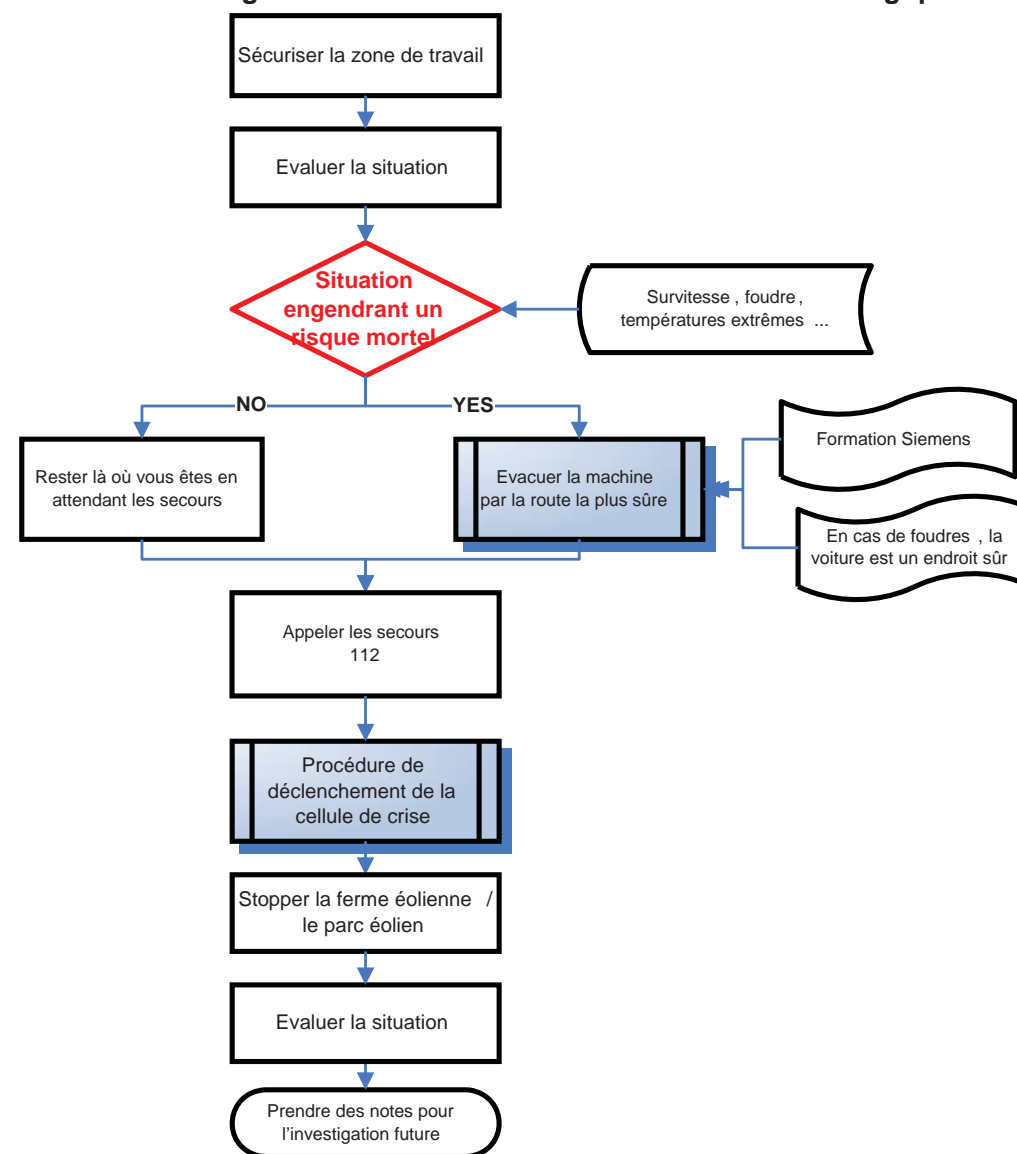 Sécuriser la zone de travail
Evaluer la situation
Situation
engendrant un
risque mortel
Survitesse , foudre ,
températures extrêmes ...
NO
YES
Rester là où vous êtes en
attendant les secours
Evacuer la machine
par la route la plus sûre
Formation Siemens
En cas de foudres , la
voiture est un endroit sûr
Appeler les secours
112
Procédure de
déclenchement de la
cellule de crise
Stopper la ferme éolienne /
le parc éolien
Evaluer la situation
Prendre des notes pour
l'investigation future